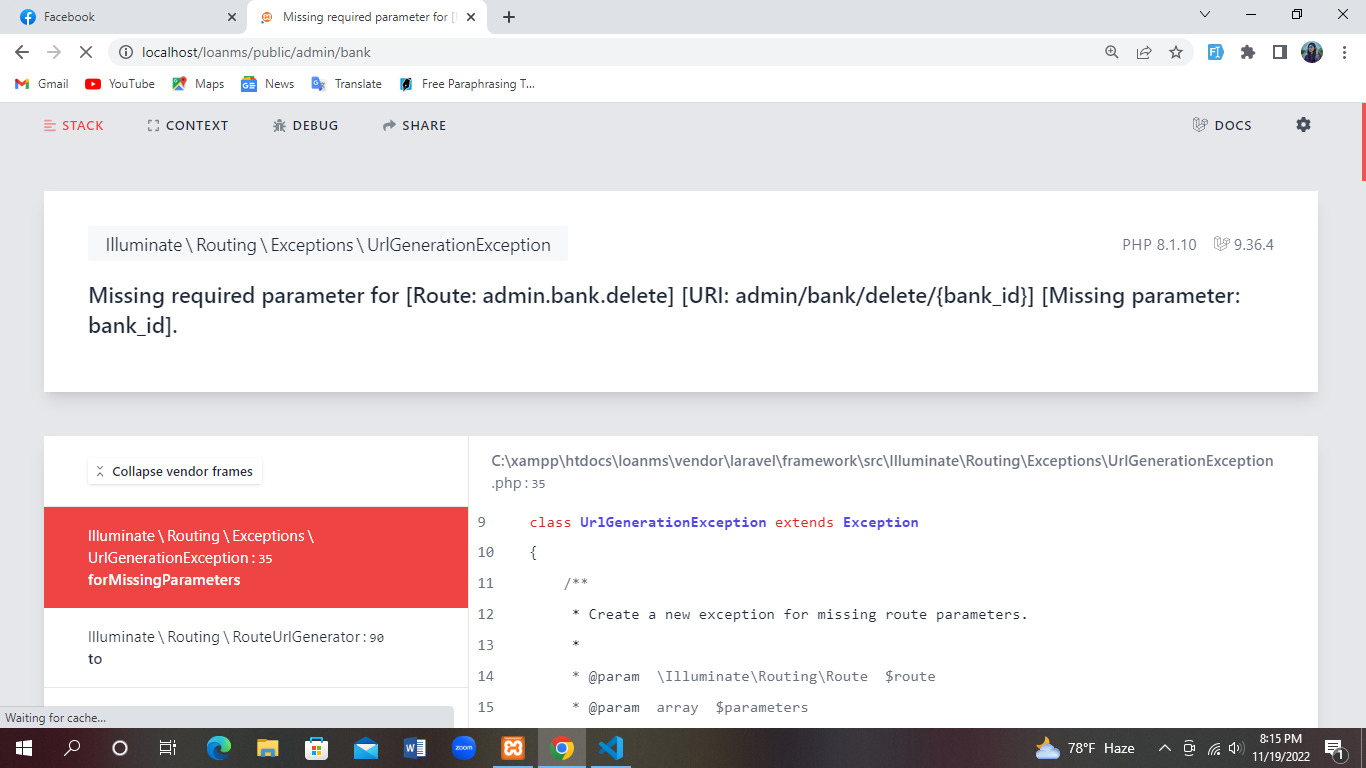 Facebook
Missing required parameter for [
localhost/loanms/public/admin/bank
Gmail YouTube Maps News Translate Free Paraphrasing T...
STACK CONTEXT DEBUG SHARE DOCS
Illuminate \ Routing \ Exceptions \ UrlGenerationException
PHP 8.1.10 9.36.4
Missing required parameter for [Route: admin.bank.delete] [URI: admin/bank/delete/{bank_id}] [Missing parameter:
bank_id].
Collapse vendor frames
Illuminate \ Routing \ Exceptions \
UrlGenerationException : 35
forMissingParameters
Illuminate \ Routing \ RouteUrlGenerator : 90
to
C:\xampp\htdocs\loanms\vendor\laravel\framework\src\Illuminate\Routing\Exceptions\UrlGenerationException
.php : 35
9 class UrlGenerationException extends Exception
10 {
11 /**
12 * Create a new exception for missing route parameters.
13 *
14 * @param \Illuminate\Routing\Route $route
15 * @param array $parameters
Waiting for cache...
zoom
78°F Haze
8:15 PM
11/19/2022
1